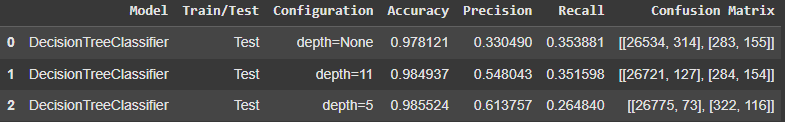 Model Train/Test Configuration Accuracy Precision Recall Confusion Matrix
0 DecisionTreeClassifier Test depth=None 0.978121 0.330490 0.353881 [[26534, 314], [283, 155]]
1 DecisionTreeClassifier Test depth=11 0.984937 0.548043 0.351598 [[26721, 127], [284, 154]]
2 DecisionTreeClassifier Test depth=5 0.985524 0.613757 0.264840 [[26775, 73], [322, 116]]